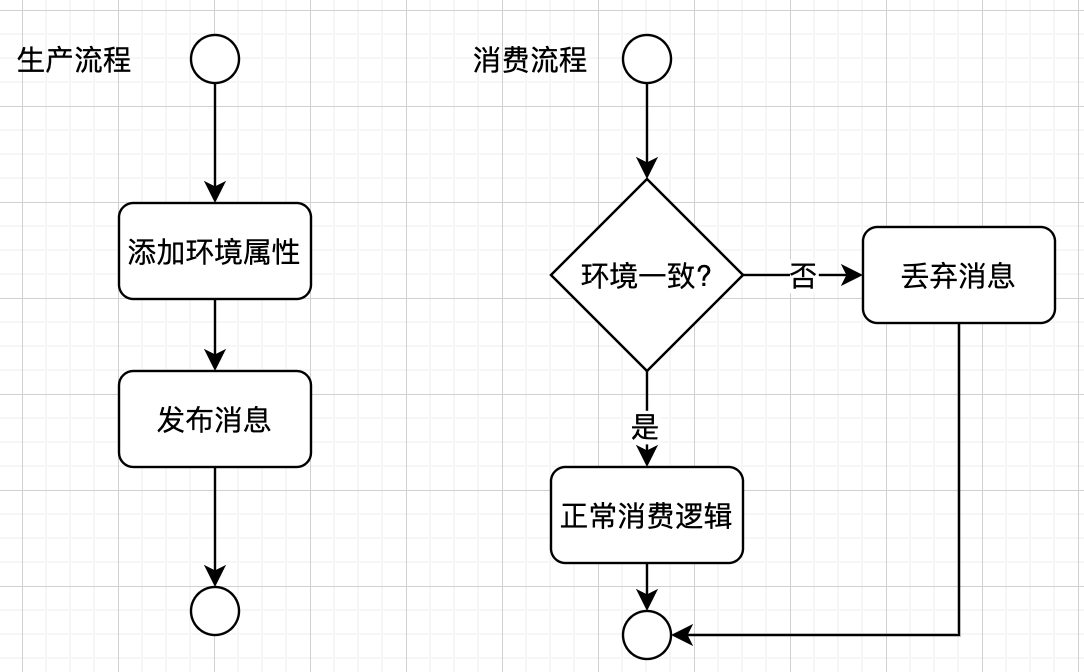 生产流程
添加环境属性
发布消息
消费流程
环境一致?
否
丢弃消息
是
正常消费逻辑